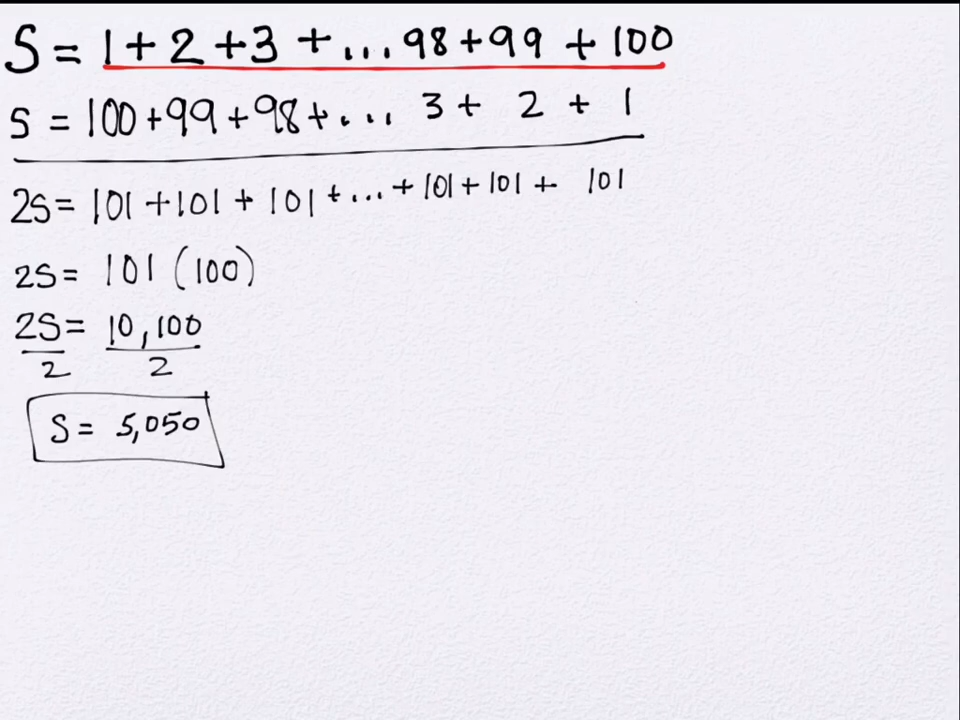 S = 1 + 2 + 3 + ... 98 + 99 + 100
S = 100 + 99 + 98 + ... 3 + 2 + 1
2S = 101 + 101 + 101 + ... + 101 + 101 + 101
2S = 101 (100)
2S = 10,100
2 2
S = 5,050